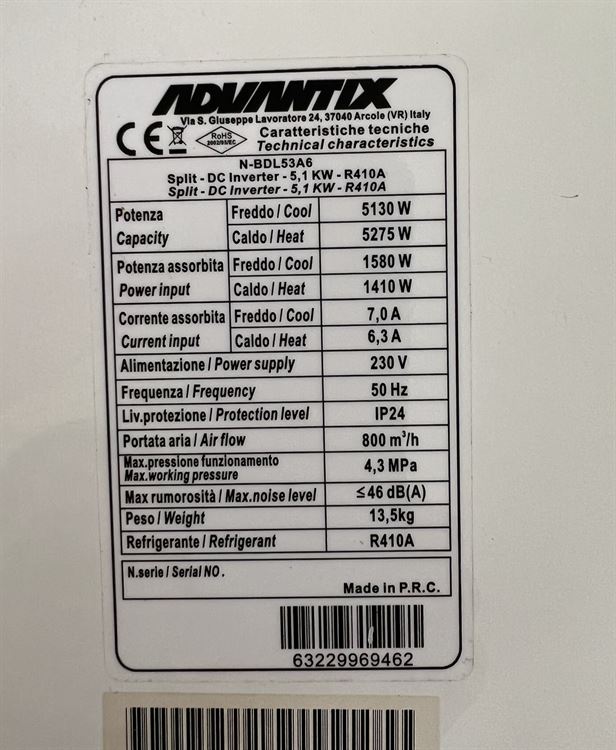 ADVANTIX
Via S. Giuseppe Lavoratore 24, 37040 Arcole (VR) Italy
CE RoHS 2002/95/EC Caratteristiche tecniche
Technical characteristics
N-BDL53A6
Split - DC Inverter - 5,1 KW - R410A
Split - DC Inverter - 5,1 KW - R410A
Potenza Capacity Freddo / Cool 5130 W
Caldo / Heat 5275 W
Potenza assorbita Power input Freddo / Cool 1580 W
Caldo / Heat 1410 W
Corrente assorbita Current input Freddo / Cool 7,0 A
Caldo / Heat 6,3 A
Alimentazione / Power supply 230 V
Frequenza / Frequency 50 Hz
Liv.protezione / Protection level IP24
Portata aria / Air flow 800 m³/h
Max.pressione funzionamento
Max.working pressure 4,3 MPa
Max rumorosità / Max.noise level ≤46 dB(A)
Peso / Weight 13,5kg
Refrigerante / Refrigerant R410A
N.serie / Serial NO .
Made in P.R.C.
63229969462